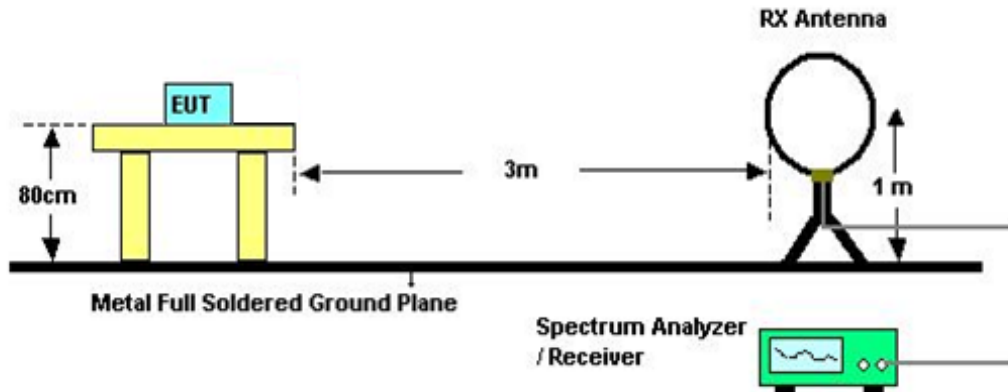 RX Antenna
EUT
3m
80cm
1 m
Metal Full Soldered Ground Plane
Spectrum Analyzer
/ Receiver